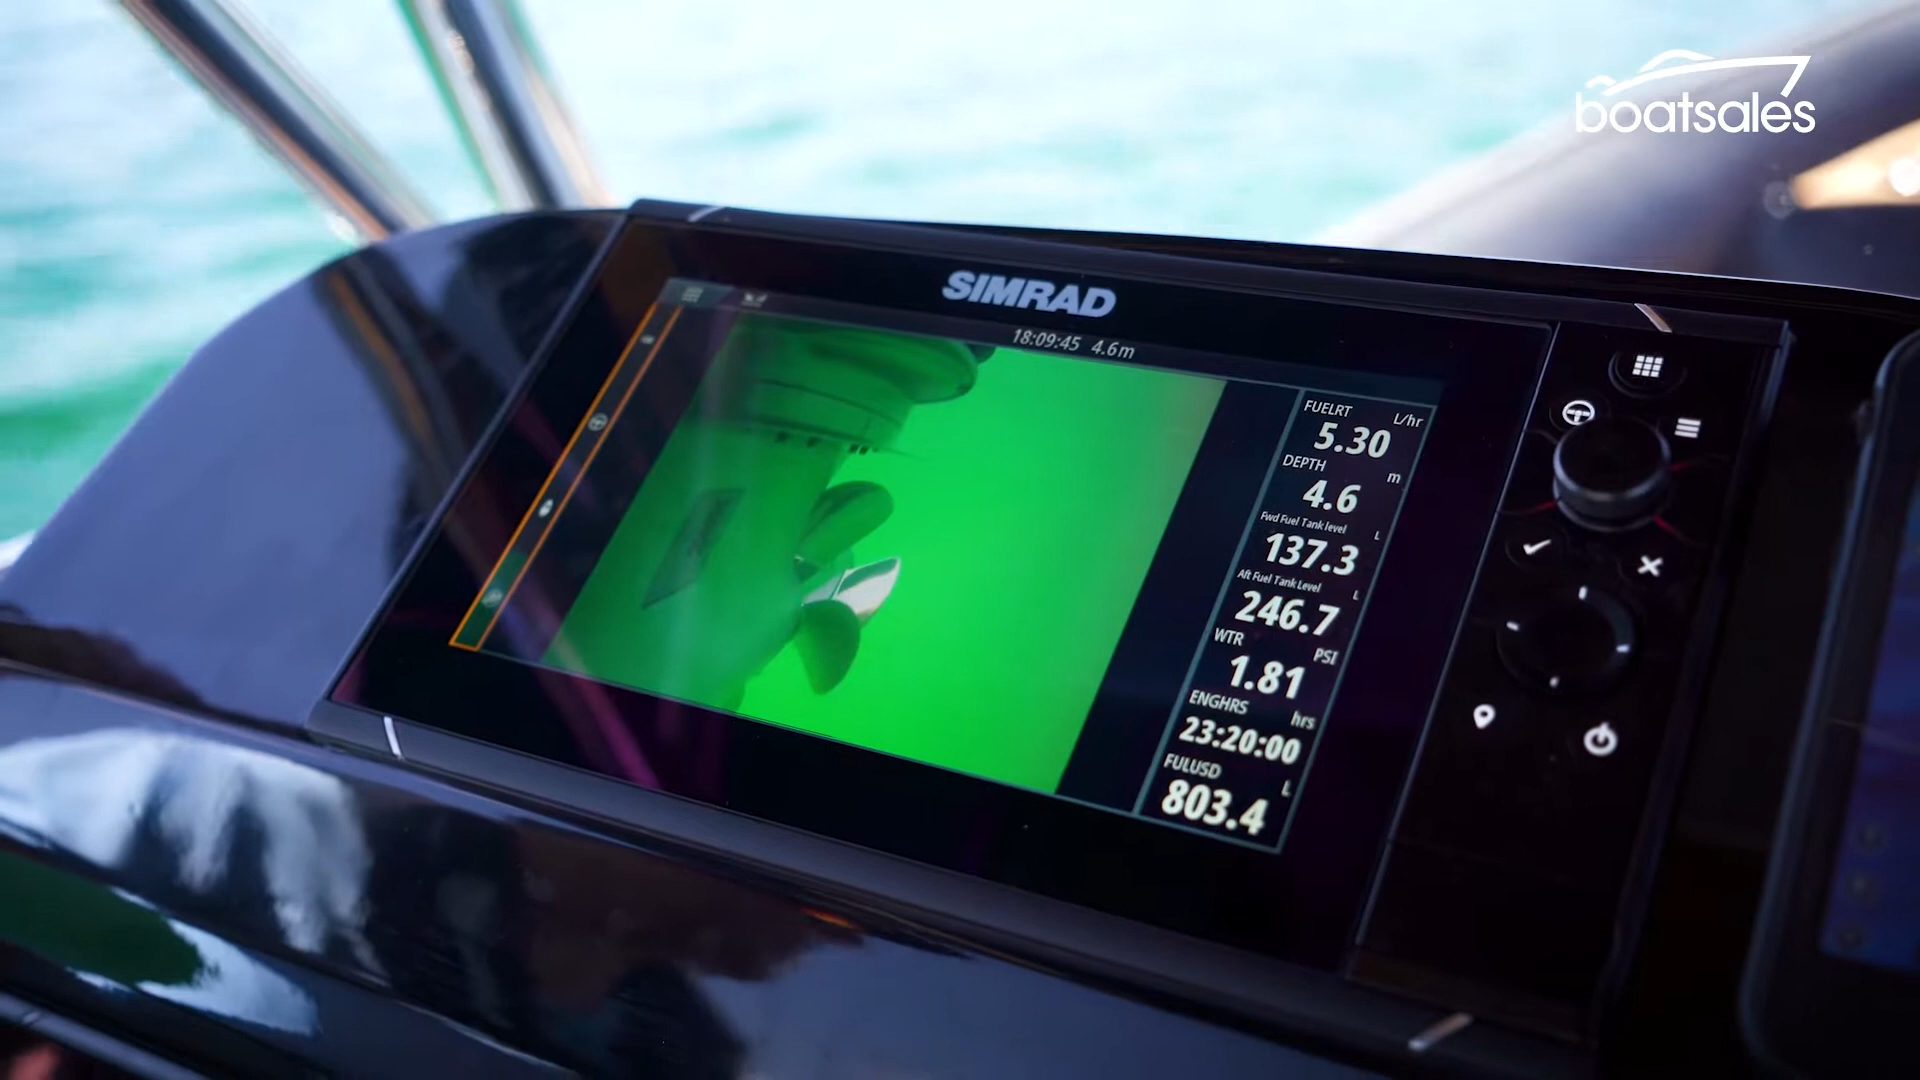 boatsales
SIMRAD
18:09:45 4.6m
FUELRT L/hr
5.30
DEPTH m
4.6
Fwd Fuel Tank level L
137.3
Aft Fuel Tank Level L
246.7
WTR PSI
1.81
ENGHRS hrs
23:20:00
FULUSD L
803.4